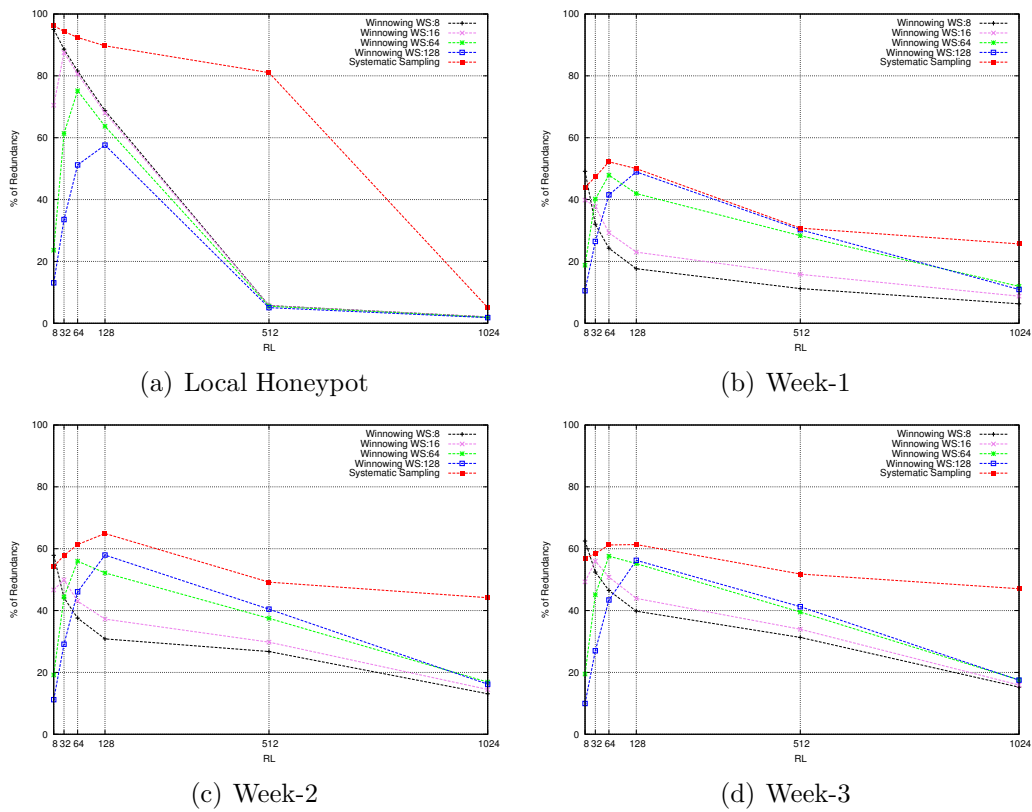 100
80
60
40
20
0
% of Redundancy
8 32 64 128 512 1024
RL
Winnowing WS:8
Winnowing WS:16
Winnowing WS:64
Winnowing WS:128
Systematic Sampling
(a) Local Honeypot
100
80
60
40
20
0
% of Redundancy
8 32 64 128 512 1024
RL
Winnowing WS:8
Winnowing WS:16
Winnowing WS:64
Winnowing WS:128
Systematic Sampling
(b) Week-1
100
80
60
40
20
0
% of Redundancy
8 32 64 128 512 1024
RL
Winnowing WS:8
Winnowing WS:16
Winnowing WS:64
Winnowing WS:128
Systematic Sampling
(c) Week-2
100
80
60
40
20
0
% of Redundancy
8 32 64 128 512 1024
RL
Winnowing WS:8
Winnowing WS:16
Winnowing WS:64
Winnowing WS:128
Systematic Sampling
(d) Week-3